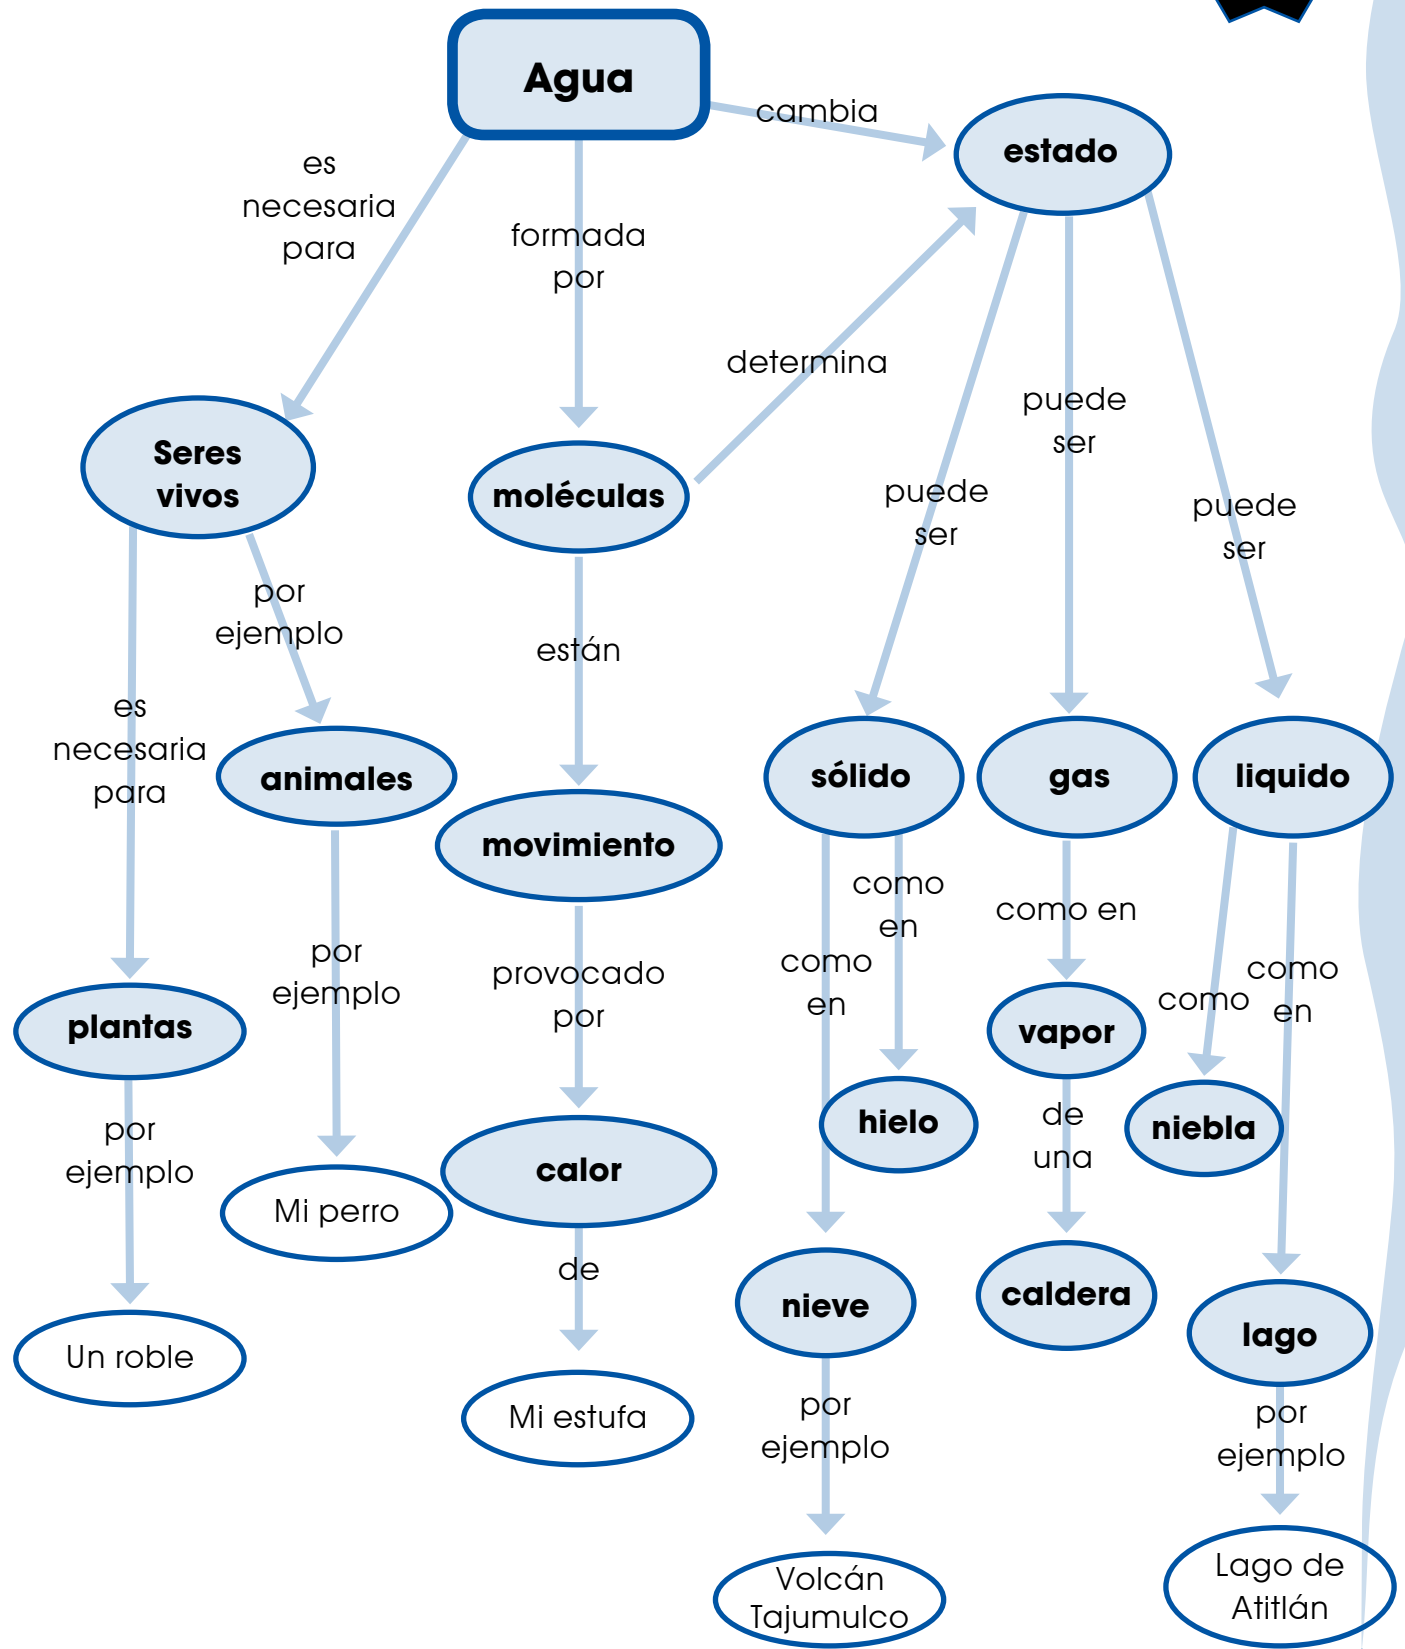 Agua
cambia
estado
es
necesaria
para
formada
por
determina
puede
ser
puede
ser
puede
ser
Seres
vivos
moléculas
por
ejemplo
están
es
necesaria
para
animales
movimiento
sólido
gas
liquido
como
en
como en
como
en
como
como
en
por
ejemplo
provocado
por
plantas
vapor
por
ejemplo
hielo
de
una
niebla
calor
Mi perro
de
nieve
caldera
lago
Un roble
Mi estufa
por
ejemplo
por
ejemplo
Volcán
Tajumulco
Lago de
Atitlán